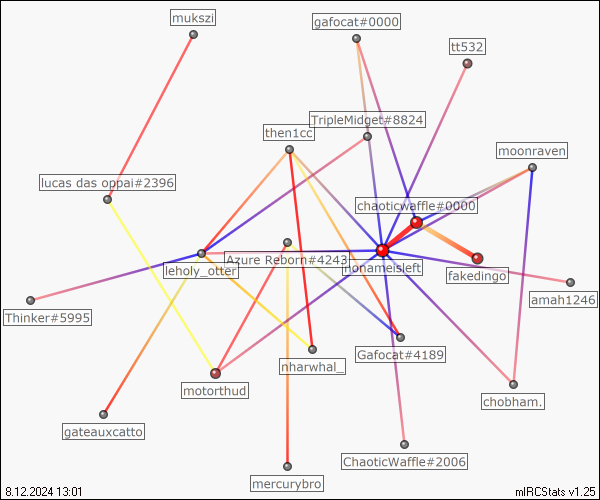 mukszi
gafocat#0000
tt532
TripleMidget#8824
then1cc
moonraven
lucas das oppai#2396
chaoticwaffle#0000
Azure Reborn#4243
leholy_otter
nonameisleft
fakedingo
amah1246
Thinker#5995
Gafocat#4189
nharwhal_
motorthud
chobham.
gateauxcatto
ChaoticWaffle#2006
mercurybro
8.12.2024 13:01
mIRCStats v1.25